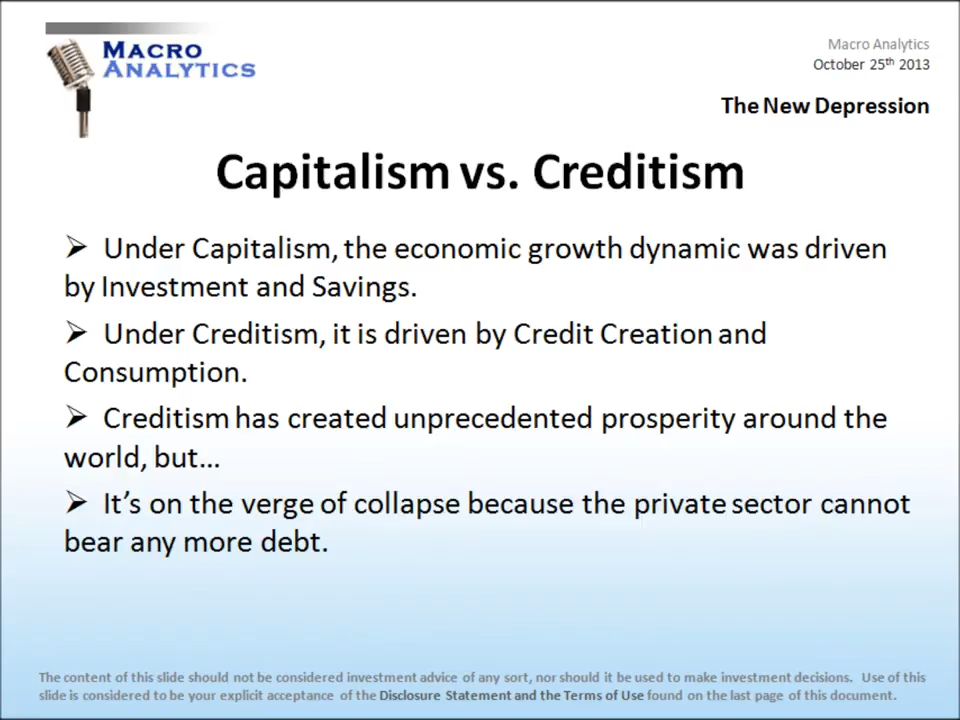 MACRO
ANALYTICS
Macro Analytics
October 25th 2013
The New Depression
Capitalism vs. Creditism
➢ Under Capitalism, the economic growth dynamic was driven
by Investment and Savings.
➢ Under Creditism, it is driven by Credit Creation and
Consumption.
➢ Creditism has created unprecedented prosperity around the
world, but…
➢ It’s on the verge of collapse because the private sector cannot
bear any more debt.
The content of this slide should not be considered investment advice of any sort, nor should it be used to make investment decisions. Use of this
slide is considered to be your explicit acceptance of the Disclosure Statement and the Terms of Use found on the last page of this document.